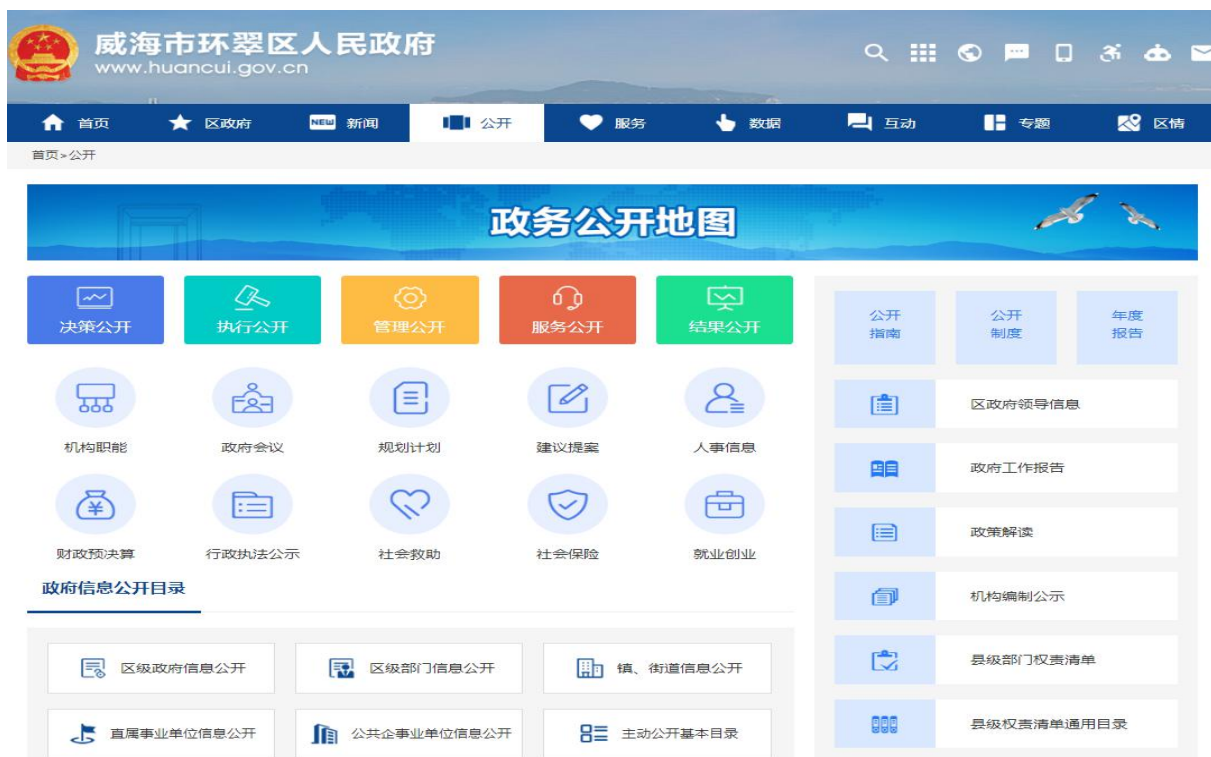 威海市环翠区人民政府
www.huancui.gov.cn
首页
区政府
NEW 新闻
公开
服务
数据
互动
专题
区情
首页>公开
政务公开地图
决策公开
执行公开
管理公开
服务公开
结果公开
机构职能
政府会议
规划计划
建议提案
人事信息
财政预决算
行政执法公示
社会救助
社会保险
就业创业
政府信息公开目录
区级政府信息公开
区级部门信息公开
镇、街道信息公开
直属事业单位信息公开
公共企事业单位信息公开
主动公开基本目录
公开
指南
公开
制度
年度
报告
区政府领导信息
政府工作报告
政策解读
机构编制公示
县级部门权责清单
县级权责清单通用目录